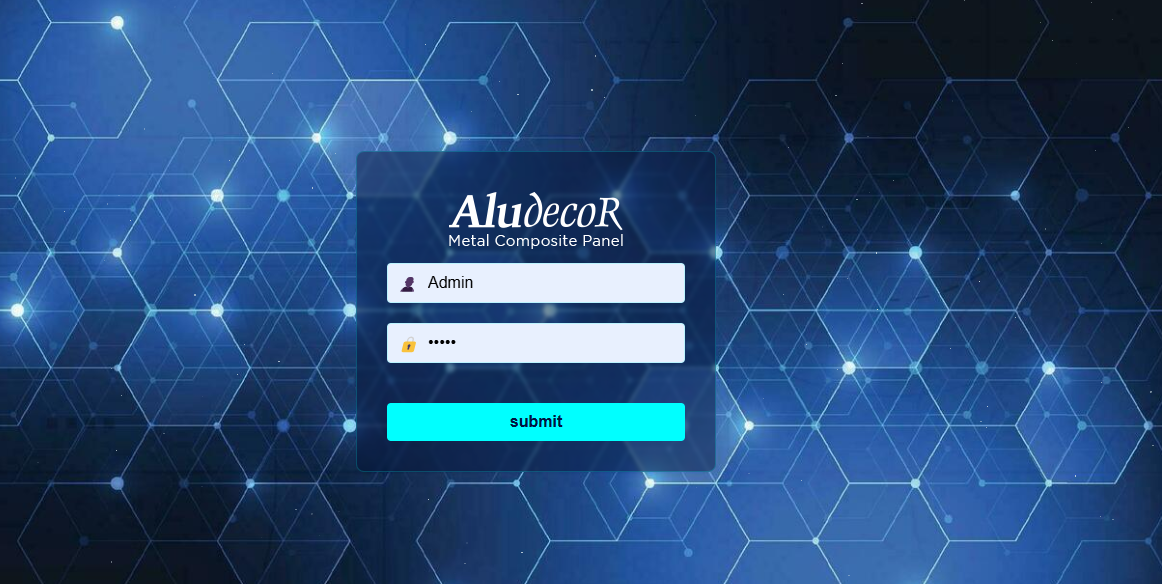 AludecoR
Metal Composite Panel
Admin
•••••
submit